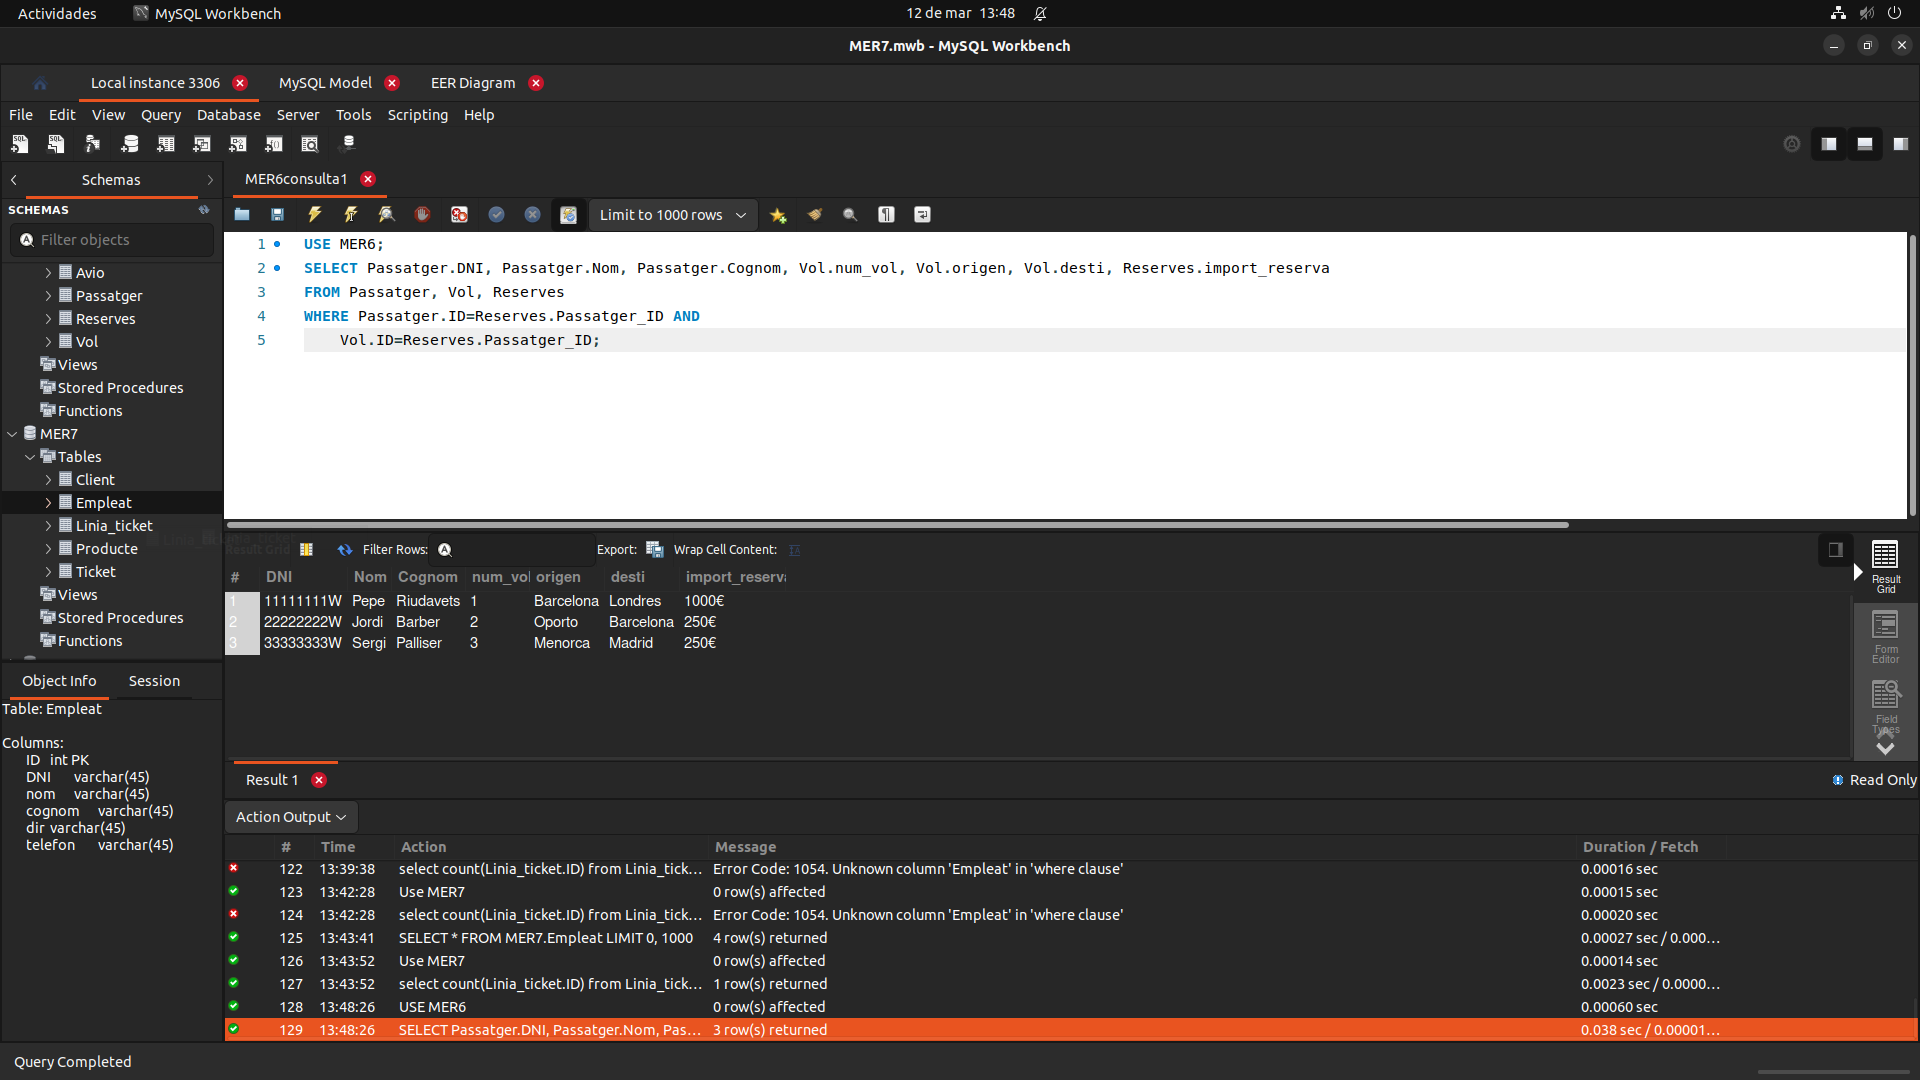 Actividades MySQL Workbench 12 de mar 13:48
MER7.mwb - MySQL Workbench
Local instance 3306 MySQL Model EER Diagram
File Edit View Query Database Server Tools Scripting Help
Schemas MER6consulta1
SCHEMAS
Limit to 1000 rows
Filter objects
1 USE MER6;
2 SELECT Passatger.DNI, Passatger.Nom, Passatger.Cognom, Vol.num_vol, Vol.origen, Vol.desti, Reserves.import_reserva
3 FROM Passatger, Vol, Reserves
4 WHERE Passatger.ID=Reserves.Passatger_ID AND
5 Vol.ID=Reserves.Passatger_ID;
Avio
Passatger
Reserves
Vol
Views
Stored Procedures
Functions
MER7
Tables
Client
Empleat
Linia_ticket
Producte
Ticket
Views
Stored Procedures
Functions
Result Grid Filter Rows: Export: Wrap Cell Content:
# DNI Nom Cognom num_vol origen desti import_reserva
1 11111111W Pepe Riudavets 1 Barcelona Londres 1000€
2 22222222W Jordi Barber 2 Oporto Barcelona 250€
3 33333333W Sergi Palliser 3 Menorca Madrid 250€
Result
Grid
Form
Editor
Field
Types
Object Info Session
Table: Empleat
Columns:
ID int PK
DNI varchar(45)
nom varchar(45)
cognom varchar(45)
dir varchar(45)
telefon varchar(45)
Result 1 Read Only
Action Output
# Time Action Message Duration / Fetch
122 13:39:38 select count(Linia_ticket.ID) from Linia_tick... Error Code: 1054. Unknown column 'Empleat' in 'where clause' 0.00016 sec
123 13:42:28 Use MER7 0 row(s) affected 0.00015 sec
124 13:42:28 select count(Linia_ticket.ID) from Linia_tick... Error Code: 1054. Unknown column 'Empleat' in 'where clause' 0.00020 sec
125 13:43:41 SELECT * FROM MER7.Empleat LIMIT 0, 1000 4 row(s) returned 0.00027 sec / 0.000...
126 13:43:52 Use MER7 0 row(s) affected 0.00014 sec
127 13:43:52 select count(Linia_ticket.ID) from Linia_tick... 1 row(s) returned 0.0023 sec / 0.0000...
128 13:48:26 USE MER6 0 row(s) affected 0.00060 sec
129 13:48:26 SELECT Passatger.DNI, Passatger.Nom, Pas... 3 row(s) returned 0.038 sec / 0.00001...
Query Completed